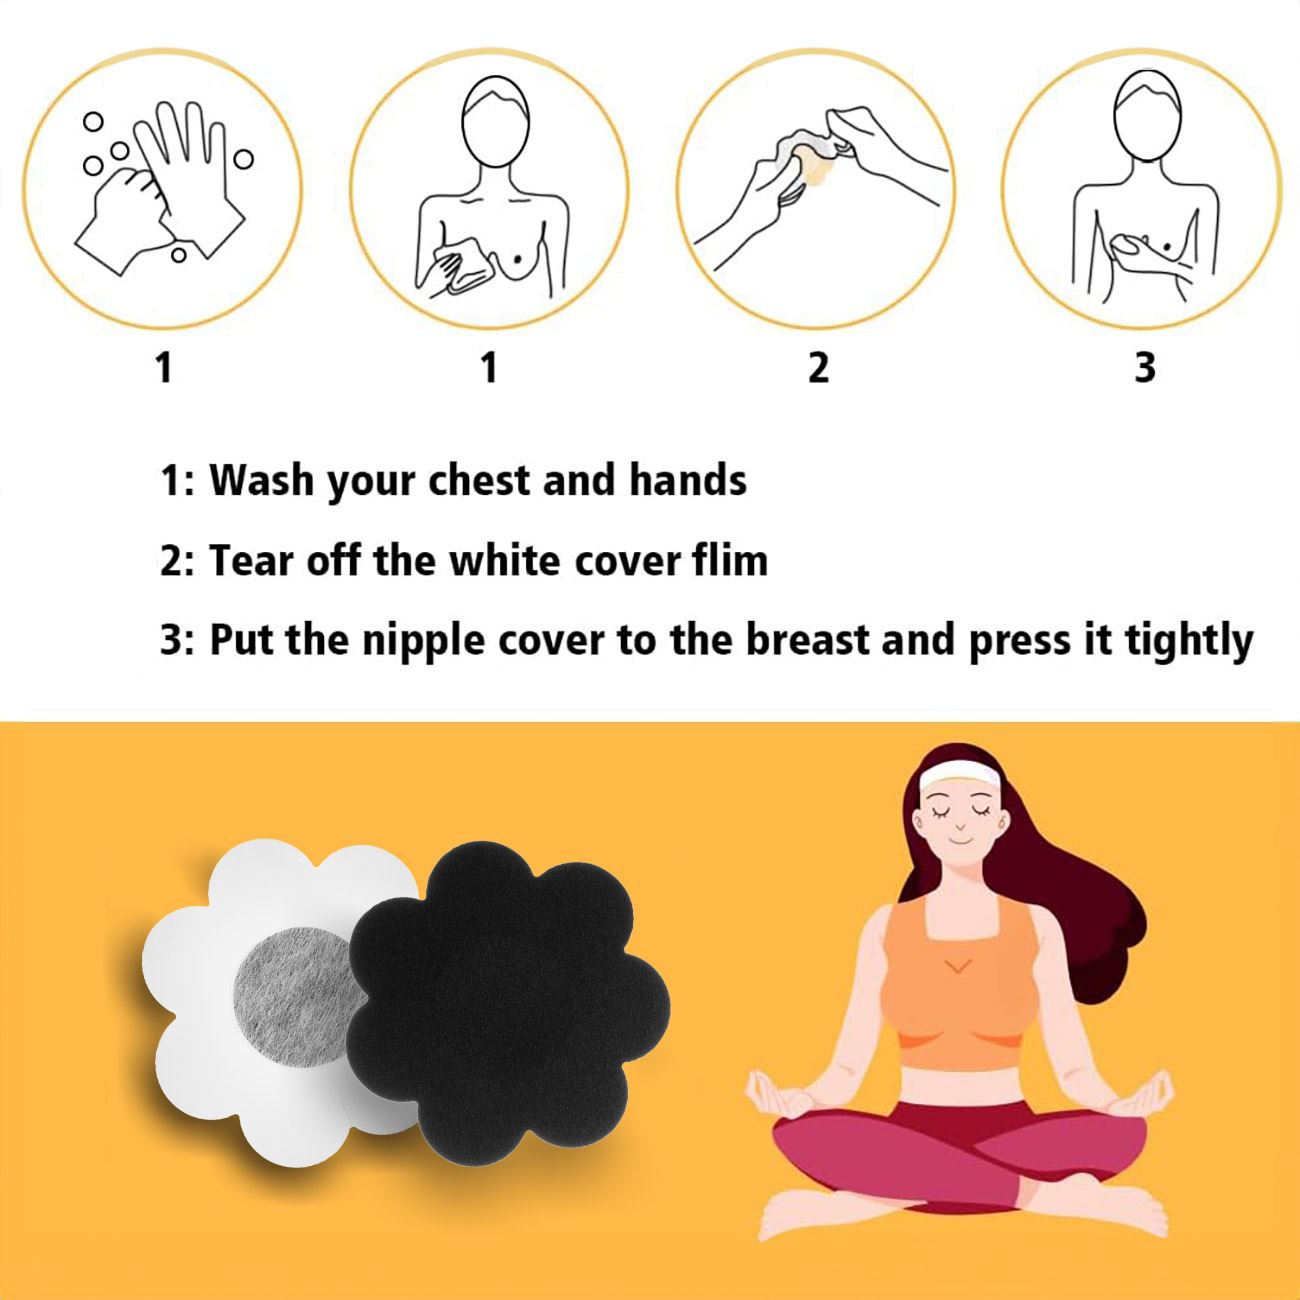 1
1
2
3
1: Wash your chest and hands
2: Tear off the white cover flim
3: Put the nipple cover to the breast and press it tightly